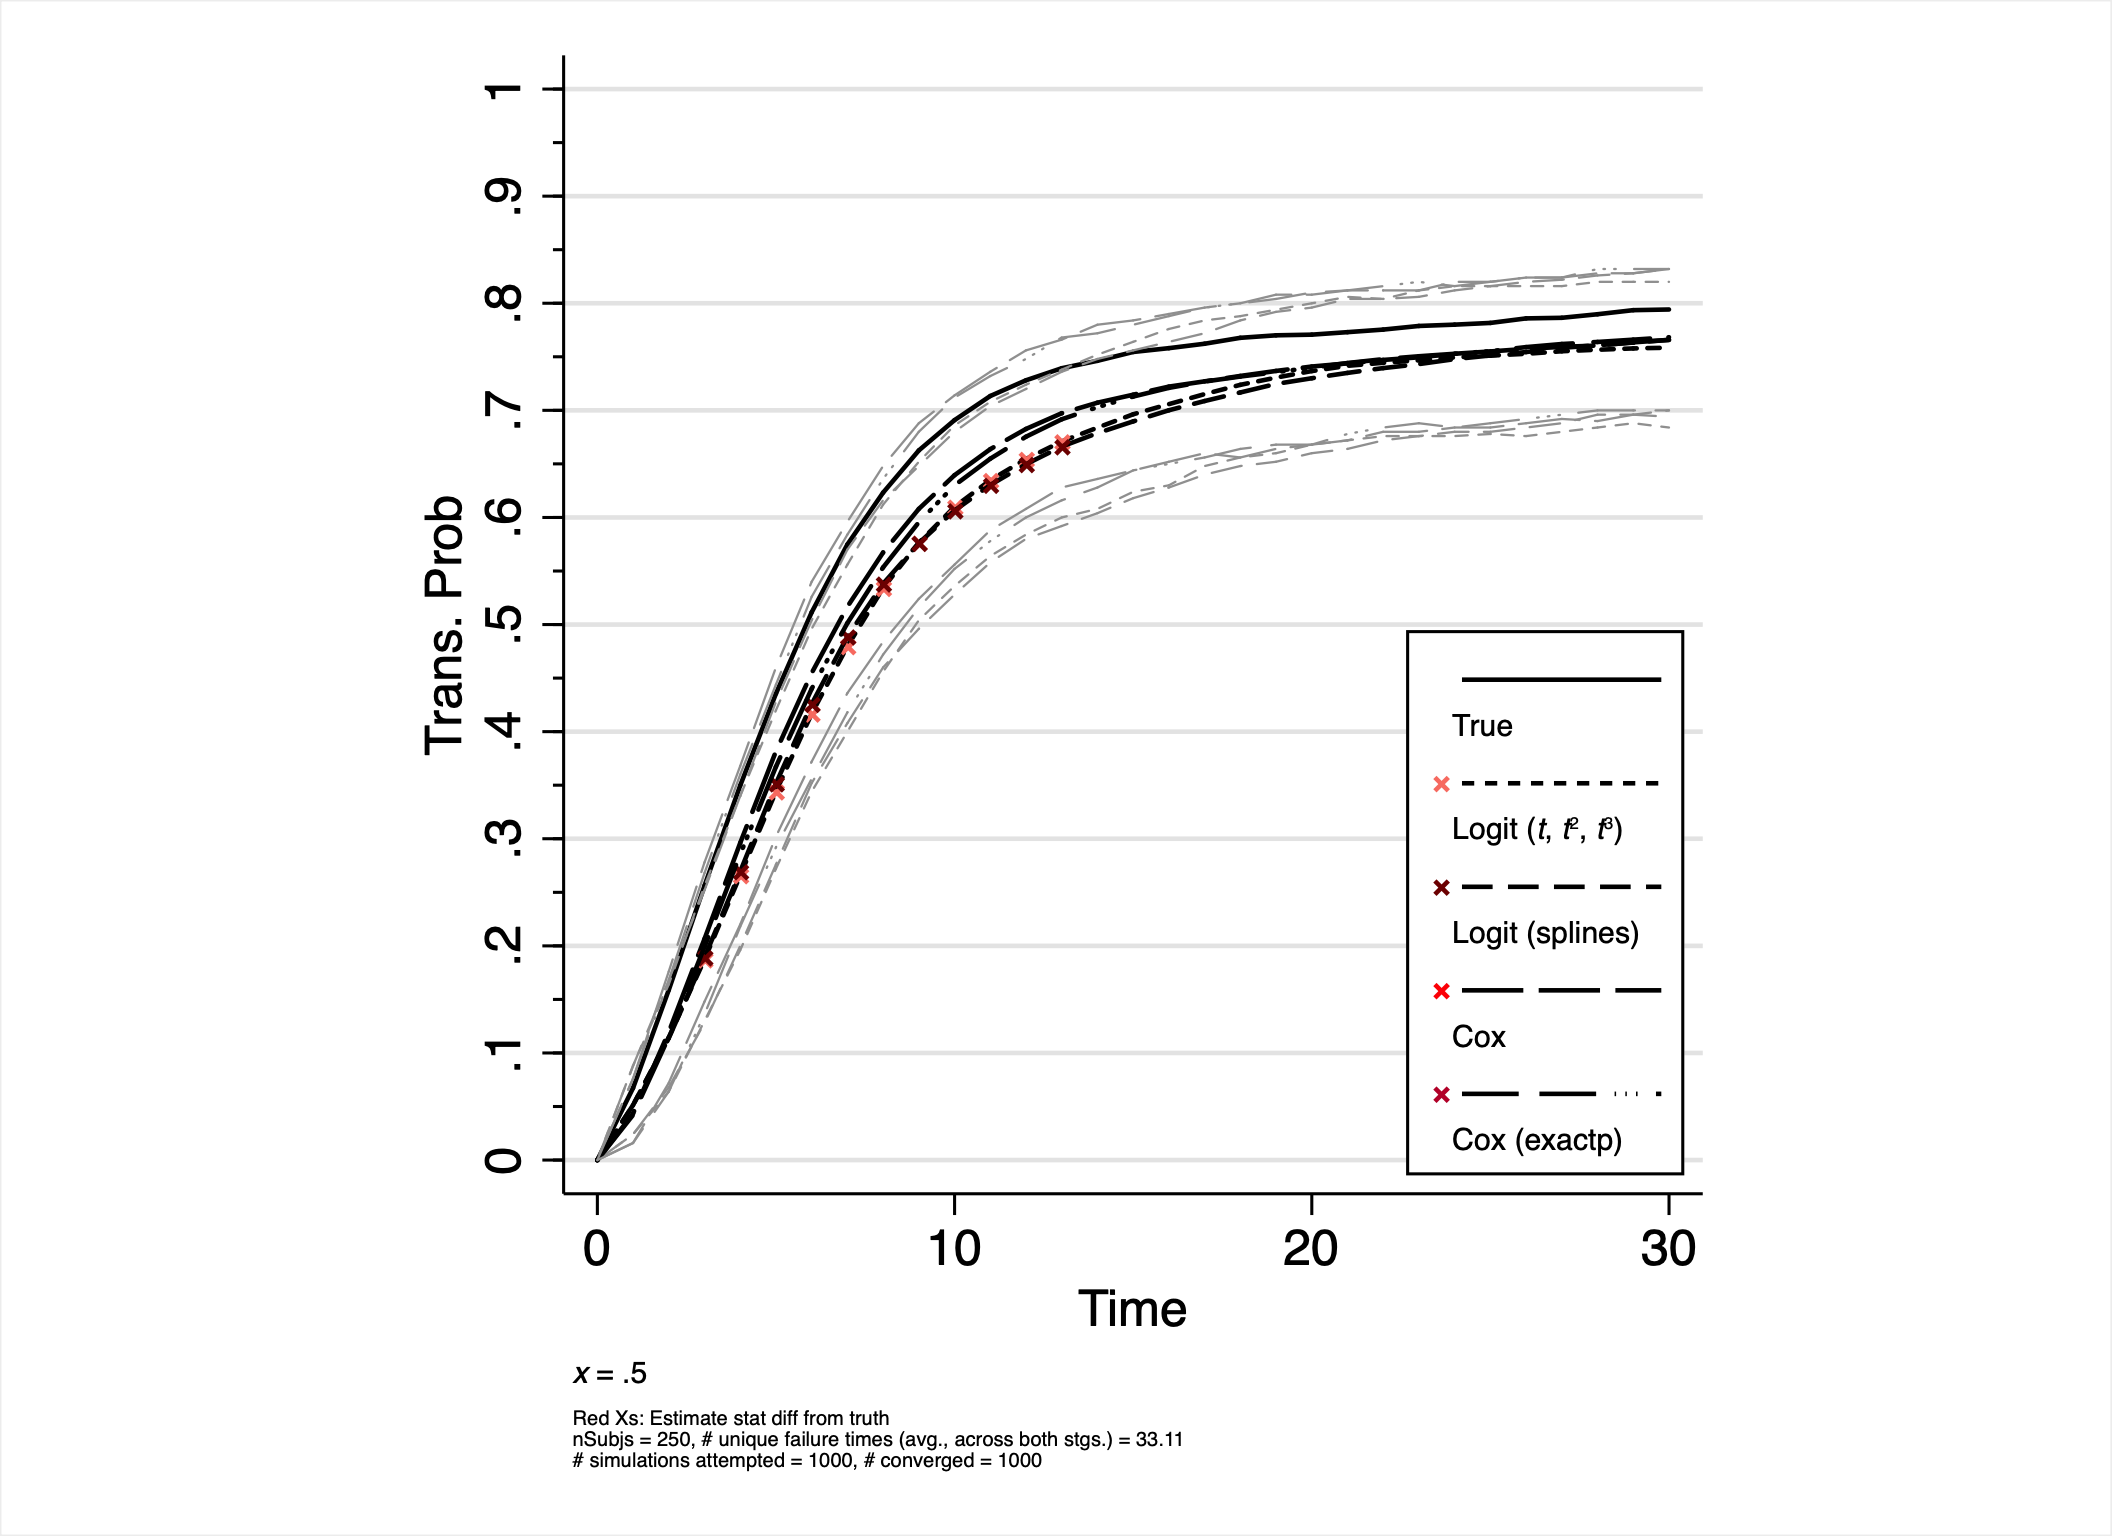 1
.9
.8
.7
.6
.5
.4
.3
.2
.1
0
Trans. Prob
True
Logit (t, t², t³)
Logit (splines)
Cox
Cox (exactp)
0 10 20 30
Time
x = .5
Red Xs: Estimate stat diff from truth
nSubjs = 250, # unique failure times (avg., across both stgs.) = 33.11
# simulations attempted = 1000, # converged = 1000